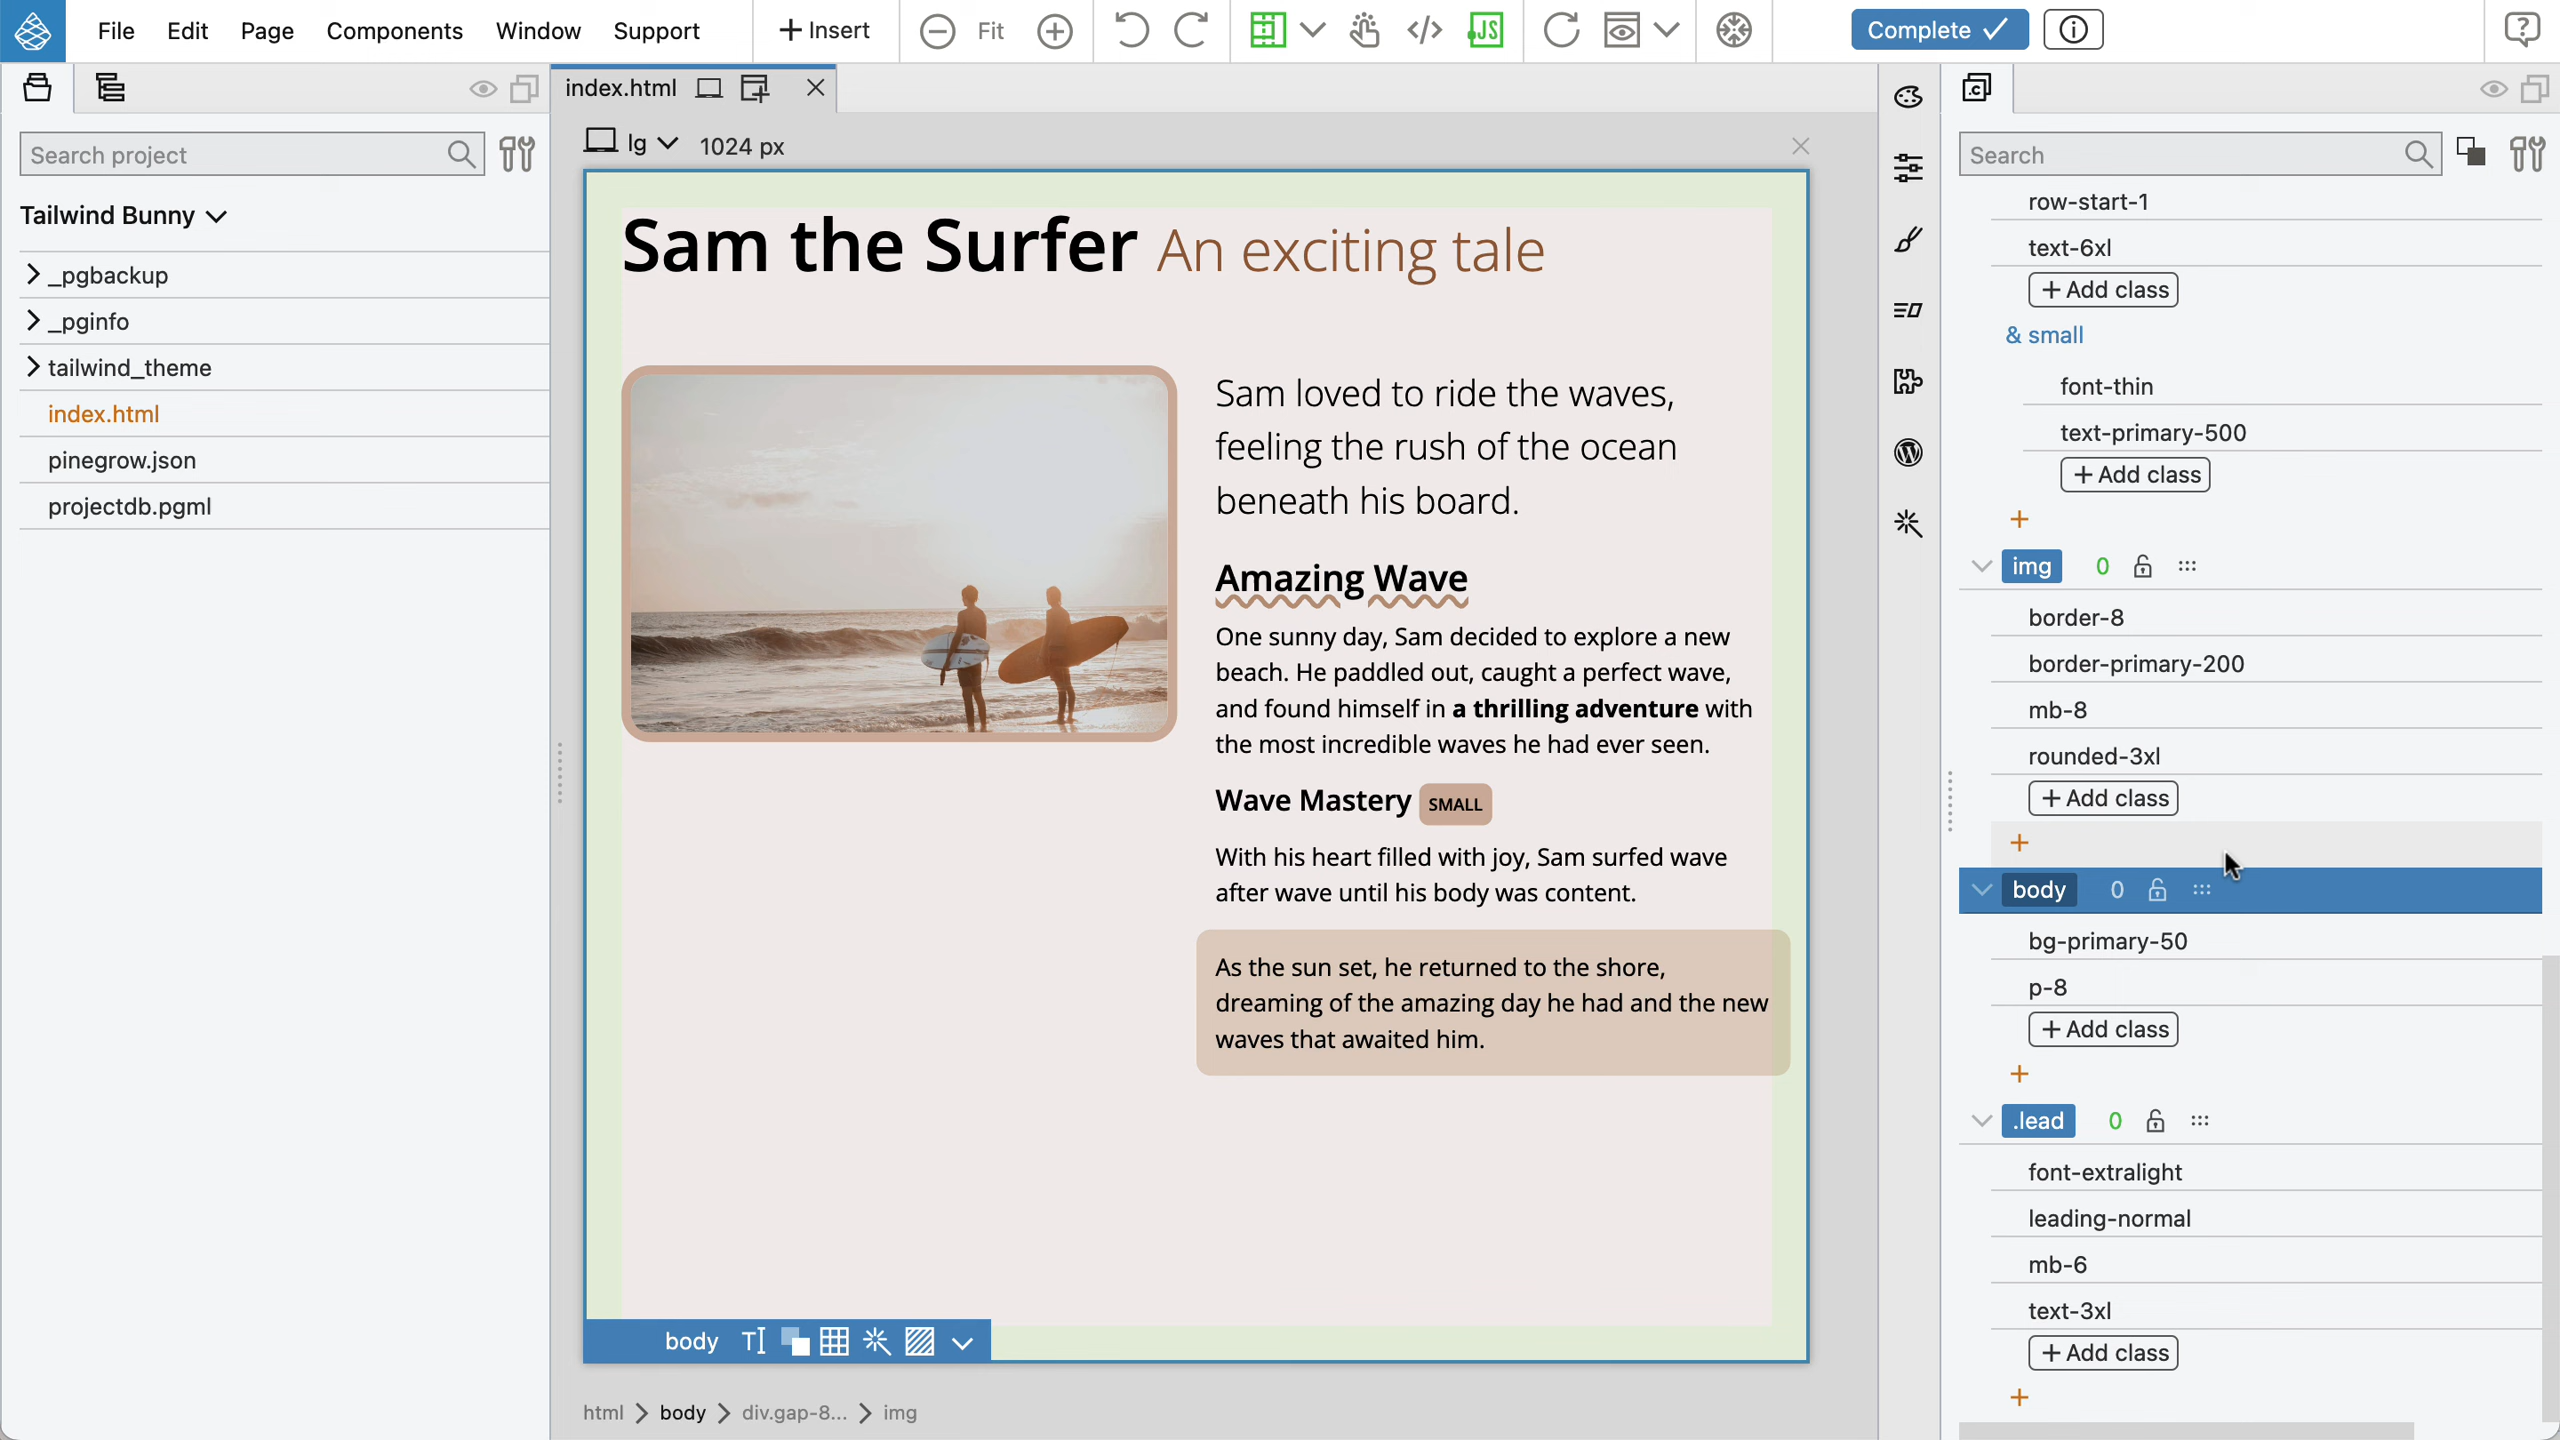 File Edit Page Components Window Support + Insert Fit JS Complete
index.html
Search project
Tailwind Bunny
_pgbackup
_pginfo
tailwind_theme
index.html
pinegrow.json
projectdb.pgml
lg 1024 px
Sam the Surfer An exciting tale
Sam loved to ride the waves,
feeling the rush of the ocean
beneath his board.
Amazing Wave
One sunny day, Sam decided to explore a new
beach. He paddled out, caught a perfect wave,
and found himself in a thrilling adventure with
the most incredible waves he had ever seen.
Wave Mastery SMALL
With his heart filled with joy, Sam surfed wave
after wave until his body was content.
As the sun set, he returned to the shore,
dreaming of the amazing day he had and the new
waves that awaited him.
body
html > body > div.gap-8... > img
Search
row-start-1
text-6xl
+ Add class
& small
font-thin
text-primary-500
+ Add class
+
img 0
border-8
border-primary-200
mb-8
rounded-3xl
+ Add class
+
body 0
bg-primary-50
p-8
+ Add class
+
.lead 0
font-extralight
leading-normal
mb-6
text-3xl
+ Add class
+